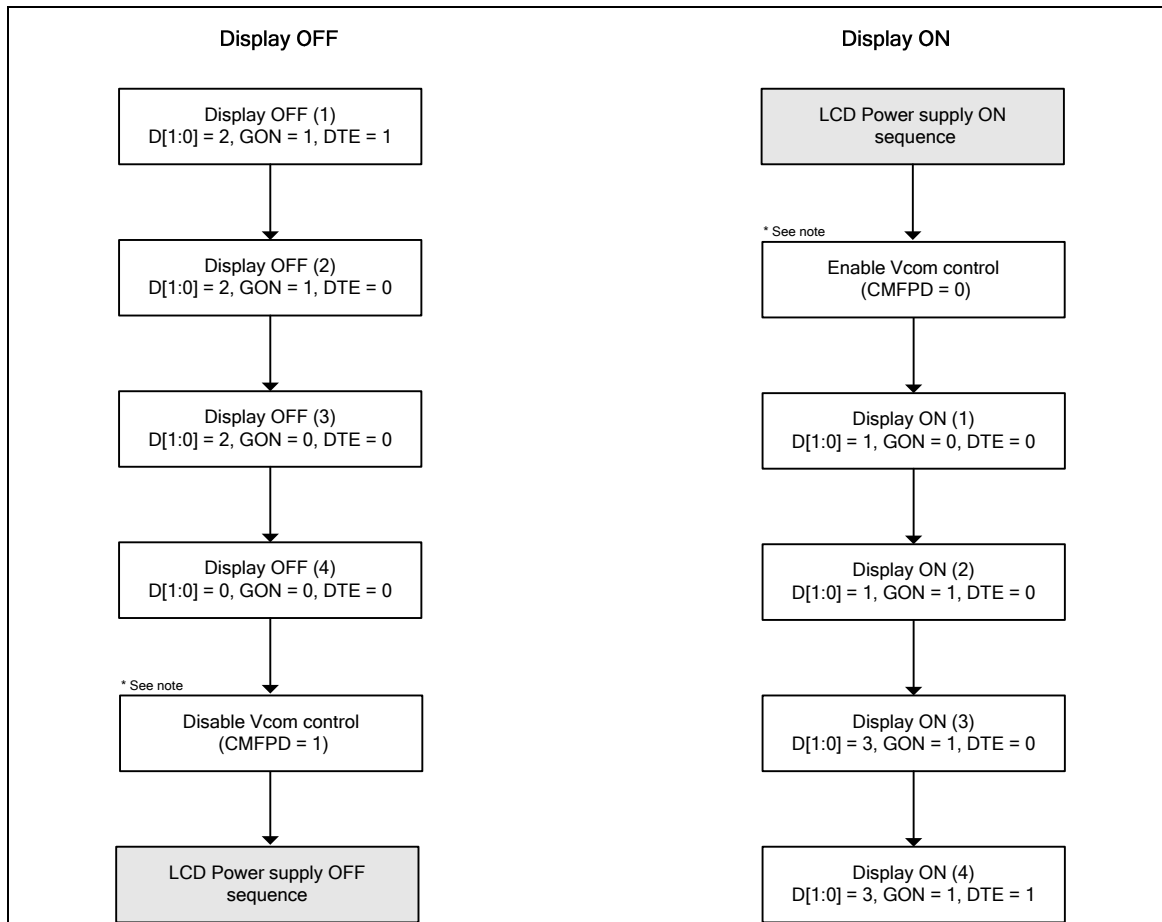 Display OFF
Display OFF (1)
D[1:0] = 2, GON = 1, DTE = 1
Display OFF (2)
D[1:0] = 2, GON = 1, DTE = 0
Display OFF (3)
D[1:0] = 2, GON = 0, DTE = 0
Display OFF (4)
D[1:0] = 0, GON = 0, DTE = 0
* See note
Disable Vcom control
(CMFPD = 1)
LCD Power supply OFF
sequence
Display ON
LCD Power supply ON
sequence
* See note
Enable Vcom control
(CMFPD = 0)
Display ON (1)
D[1:0] = 1, GON = 0, DTE = 0
Display ON (2)
D[1:0] = 1, GON = 1, DTE = 0
Display ON (3)
D[1:0] = 3, GON = 1, DTE = 0
Display ON (4)
D[1:0] = 3, GON = 1, DTE = 1